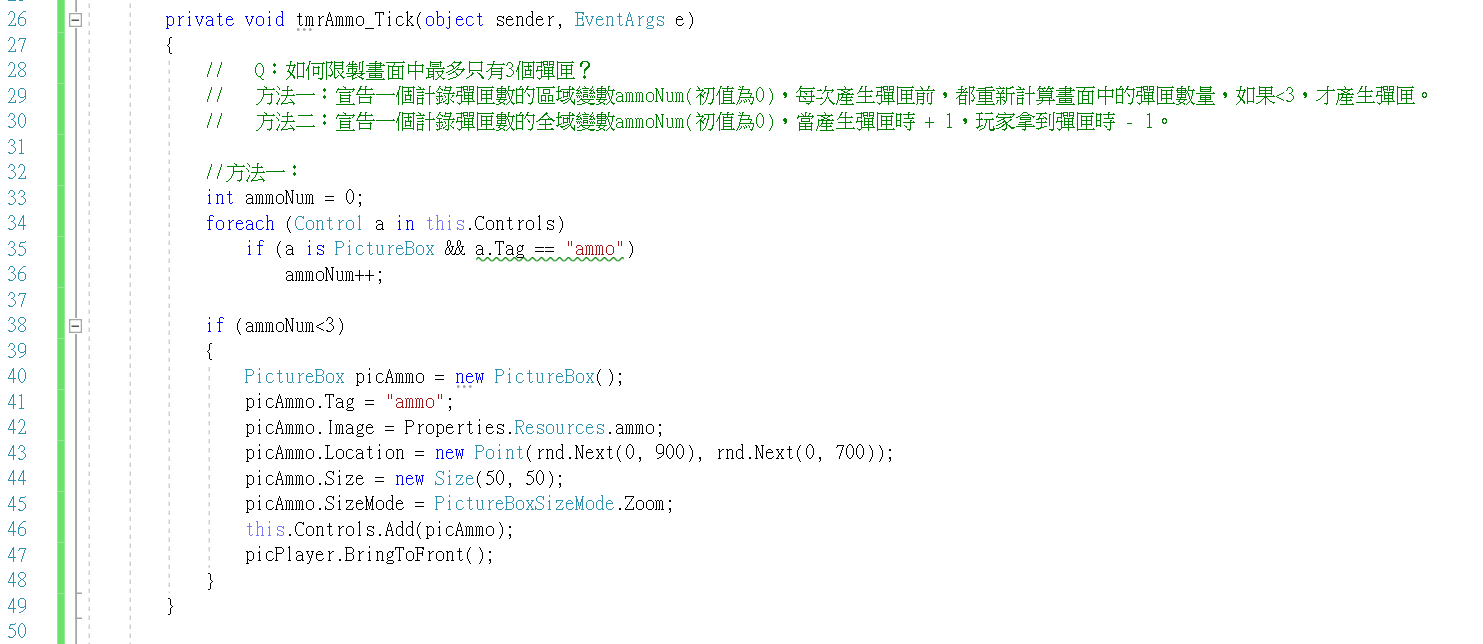 26 private void tmrAmmo_Tick(object sender, EventArgs e)
27 {
28 // Q：如何限製畫面中最多只有3個彈匣？
29 // 方法一：宣告一個計錄彈匣數的區域變數ammoNum(初值為0)，每次產生彈匣前，都重新計算畫面中的彈匣數量，如果<3，才產生彈匣。
30 // 方法二：宣告一個計錄彈匣數的全域變數ammoNum(初值為0)，當產生彈匣時 + 1，玩家拿到彈匣時 - 1。
31
32 //方法一：
33 int ammoNum = 0;
34 foreach (Control a in this.Controls)
35 if (a is PictureBox && a.Tag == "ammo")
36 ammoNum++;
37
38 if (ammoNum<3)
39 {
40 PictureBox picAmmo = new PictureBox();
41 picAmmo.Tag = "ammo";
42 picAmmo.Image = Properties.Resources.ammo;
43 picAmmo.Location = new Point(rnd.Next(0, 900), rnd.Next(0, 700));
44 picAmmo.Size = new Size(50, 50);
45 picAmmo.SizeMode = PictureBoxSizeMode.Zoom;
46 this.Controls.Add(picAmmo);
47 picPlayer.BringToFront();
48 }
49 }
50